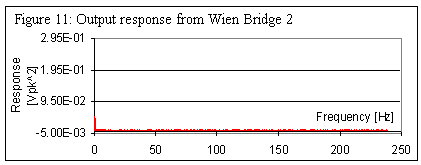 Figure 11: Output response from Wien Bridge 2
2.95E-01
1.95E-01
9.50E-02
-5.00E-03
Response
[Vpk^2]
Frequency [Hz]
0 50 100 150 200 250